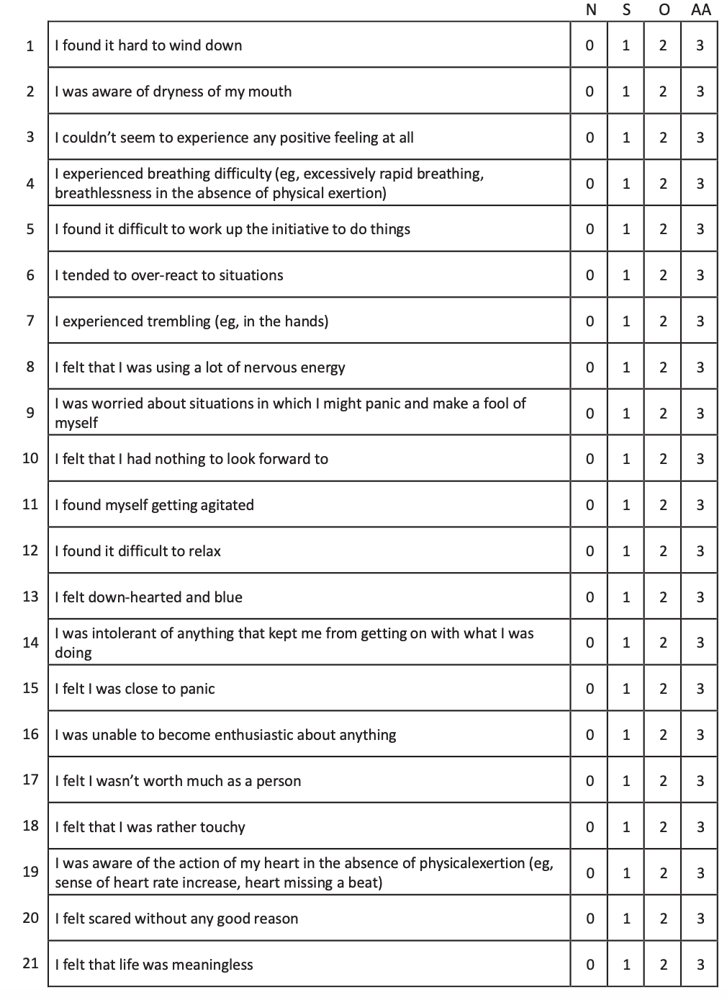 N S O AA
1 I found it hard to wind down 0 1 2 3
2 I was aware of dryness of my mouth 0 1 2 3
3 I couldn’t seem to experience any positive feeling at all 0 1 2 3
4 I experienced breathing difficulty (eg, excessively rapid breathing,
breathlessness in the absence of physical exertion) 0 1 2 3
5 I found it difficult to work up the initiative to do things 0 1 2 3
6 I tended to over-react to situations 0 1 2 3
7 I experienced trembling (eg, in the hands) 0 1 2 3
8 I felt that I was using a lot of nervous energy 0 1 2 3
9 I was worried about situations in which I might panic and make a fool of
myself 0 1 2 3
10 I felt that I had nothing to look forward to 0 1 2 3
11 I found myself getting agitated 0 1 2 3
12 I found it difficult to relax 0 1 2 3
13 I felt down-hearted and blue 0 1 2 3
14 I was intolerant of anything that kept me from getting on with what I was
doing 0 1 2 3
15 I felt I was close to panic 0 1 2 3
16 I was unable to become enthusiastic about anything 0 1 2 3
17 I felt I wasn’t worth much as a person 0 1 2 3
18 I felt that I was rather touchy 0 1 2 3
19 I was aware of the action of my heart in the absence of physicalexertion (eg,
sense of heart rate increase, heart missing a beat) 0 1 2 3
20 I felt scared without any good reason 0 1 2 3
21 I felt that life was meaningless 0 1 2 3